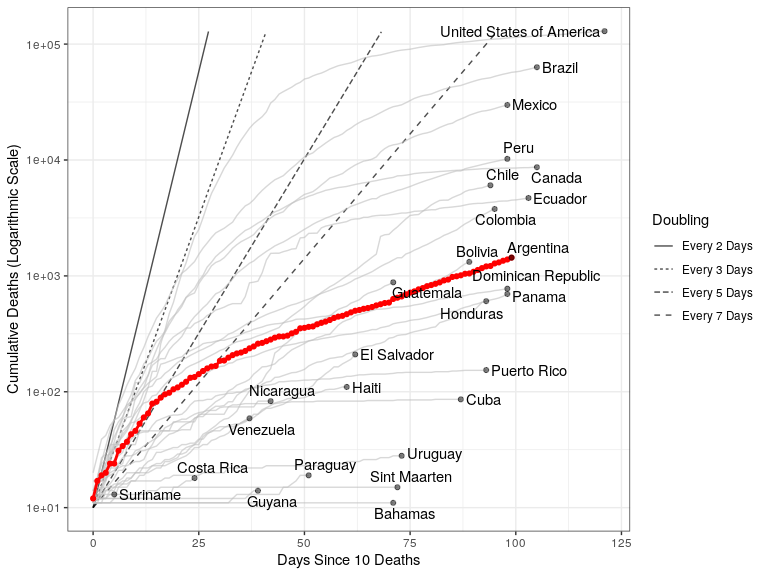 United States of America
1e+05
Brazil
Mexico
1e+04
Peru
Chile
Canada
Ecuador
Colombia
Argentina
Bolivia
1e+03
Dominican Republic
Guatemala
Panama
Honduras
El Salvador
Puerto Rico
1e+02
Nicaragua
Haiti
Cuba
Venezuela
Uruguay
Costa Rica
Paraguay
Sint Maarten
Suriname
Guyana
1e+01
Bahamas
0
25
50
75
100
125
Days Since 10 Deaths
Cumulative Deaths (Logarithmic Scale)
Doubling
Every 2 Days
Every 3 Days
Every 5 Days
Every 7 Days